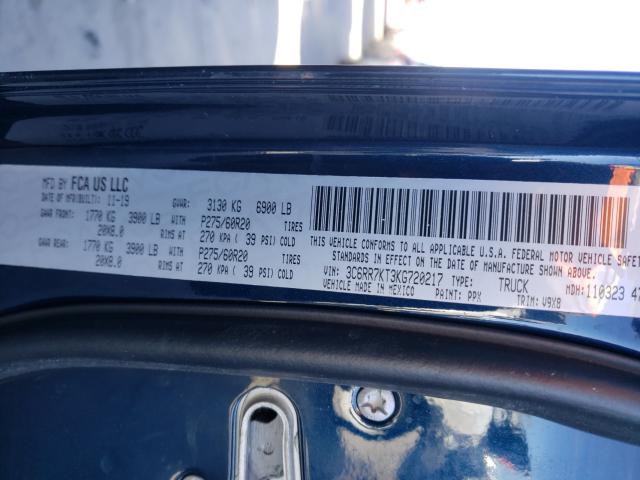 MFD BY FCA US LLC
DATE OF MFD(BUILT): 11-19 GVWR: 3130 KG 6900 LB
GAWR FRONT: 1770 KG 3900 LB WITH P275/60R20 TIRES
20X8.0 RIMS AT 270 KPA ( 39 PSI) COLD
GAWR REAR: 1770 KG 3900 LB WITH P275/60R20 TIRES
20X8.0 RIMS AT 270 KPA ( 39 PSI) COLD
THIS VEHICLE CONFORMS TO ALL APPLICABLE U.S.A. FEDERAL MOTOR VEHICLE SAFET
STANDARDS IN EFFECT ON THE DATE OF MANUFACTURE SHOWN ABOVE.
VIN: 3C6RR7KT3KG720217 TYPE: TRUCK
VEHICLE MADE IN MEXICO PAINT: PPX MDH: 110323 47
TRIM: V9X8